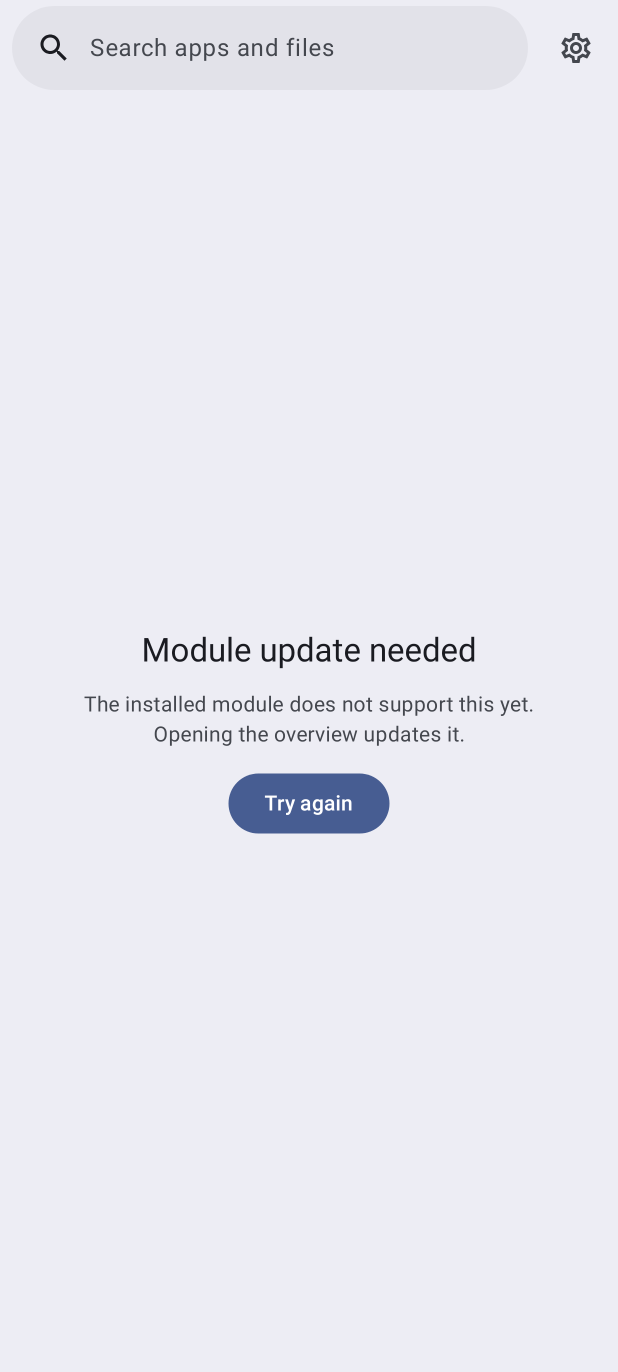 Search apps and files
Module update needed
The installed module does not support this yet.
Opening the overview updates it.
Try again